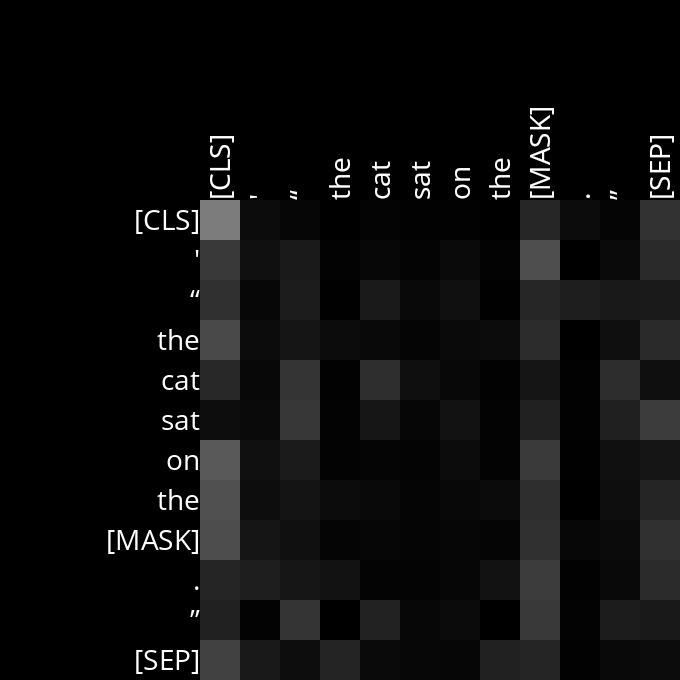 [CLS] ' “ the cat sat on the [MASK] . ” [SEP]
[CLS]
'
“
the
cat
sat
on
the
[MASK]
.
”
[SEP]